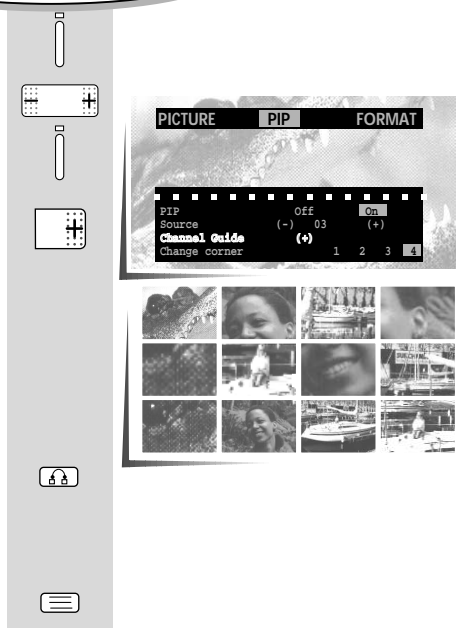 PICTURE PIP FORMAT
PIP Off On
Source (-) 03 (+)
Channel Guide (+)
Change corner 1 2 3 4